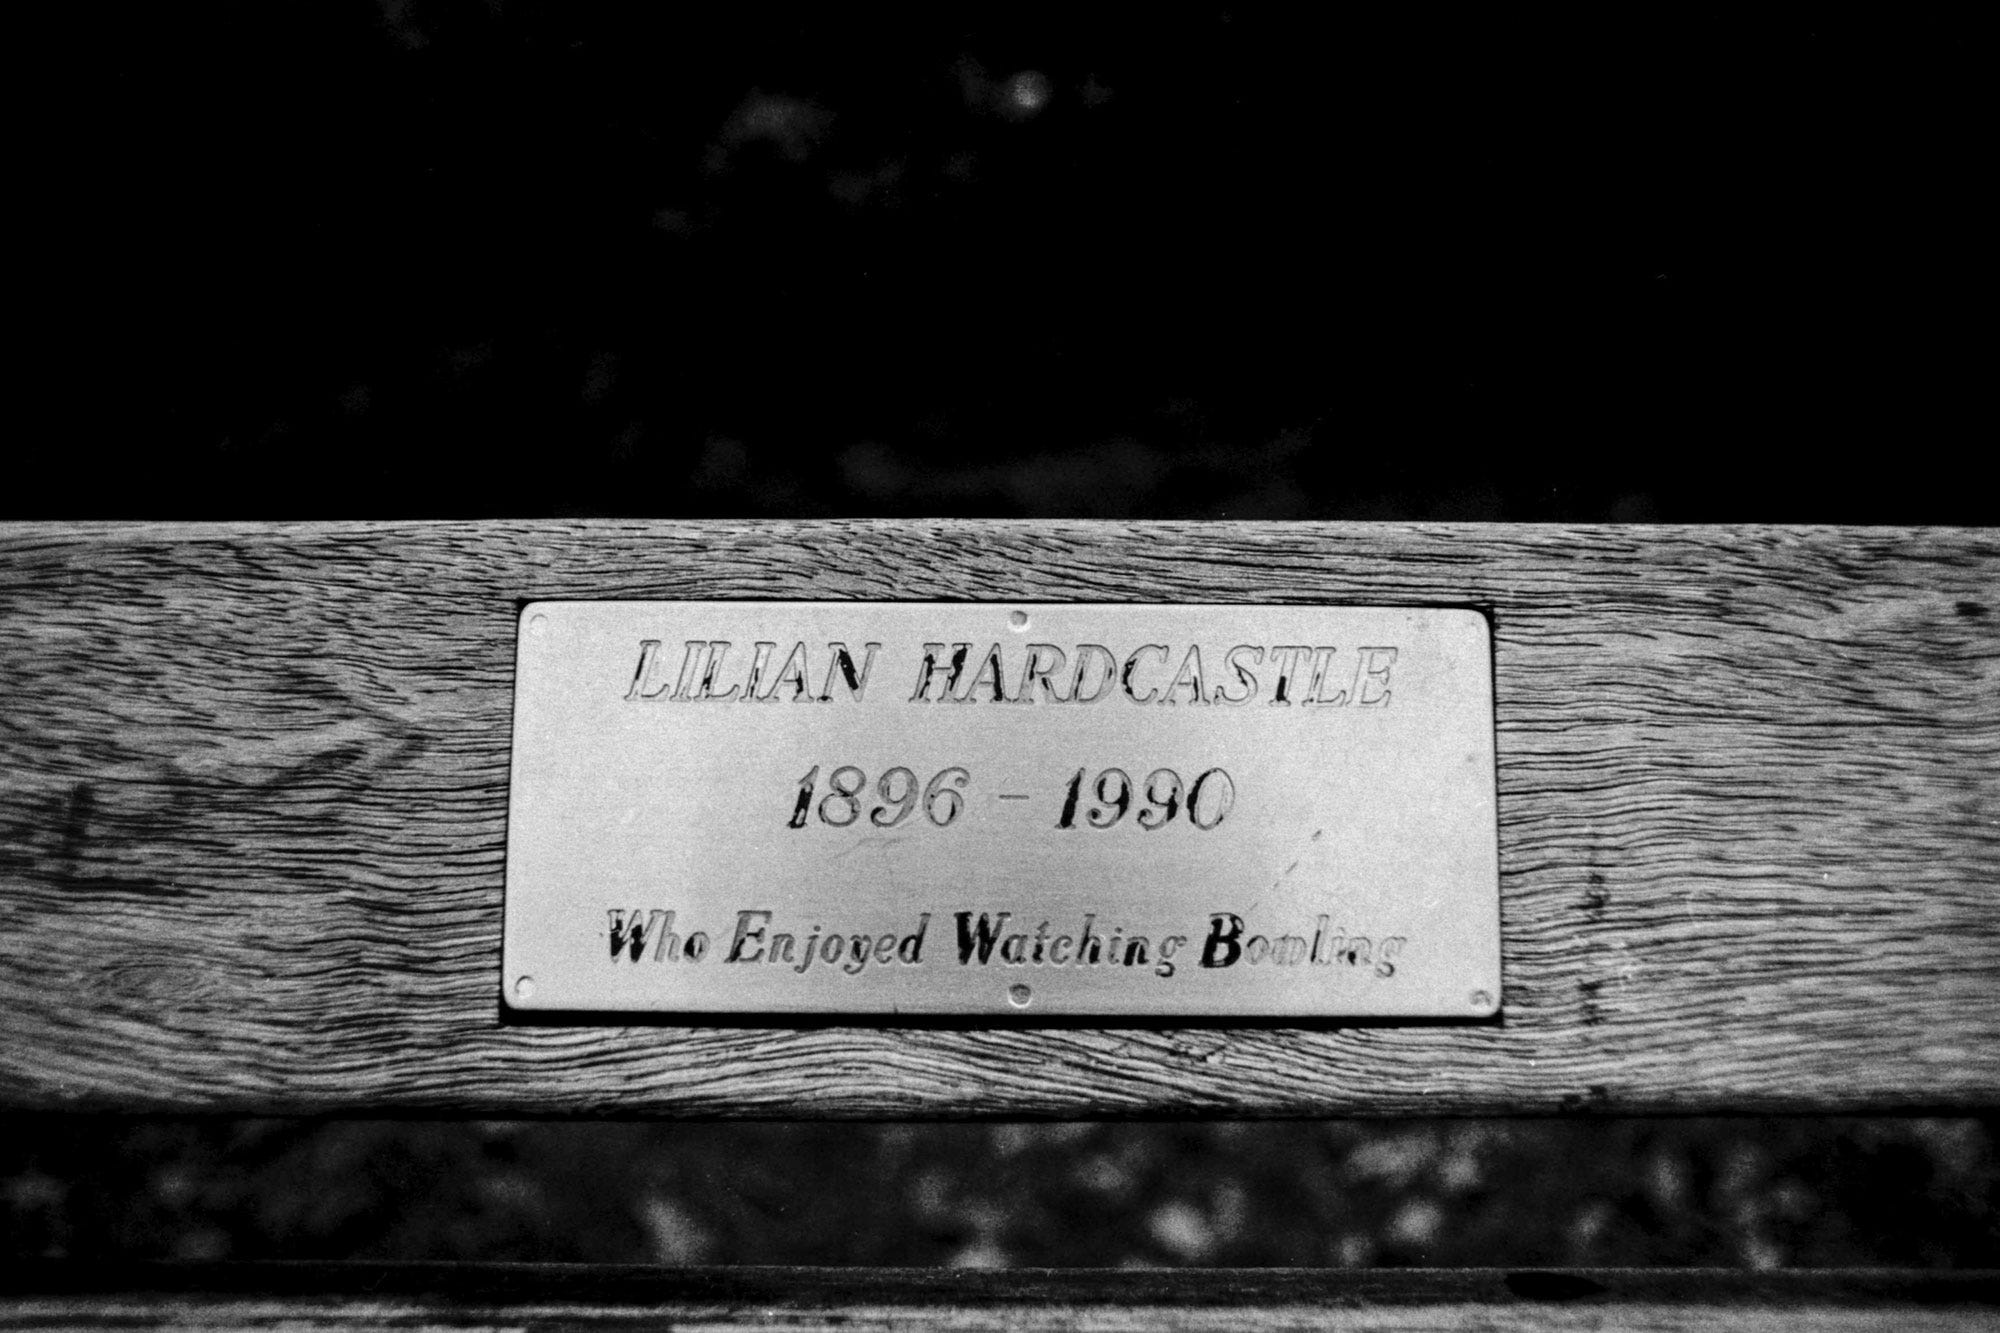 LILIAN HARDCASTLE
1896 - 1990
Who Enjoyed Watching Bowling